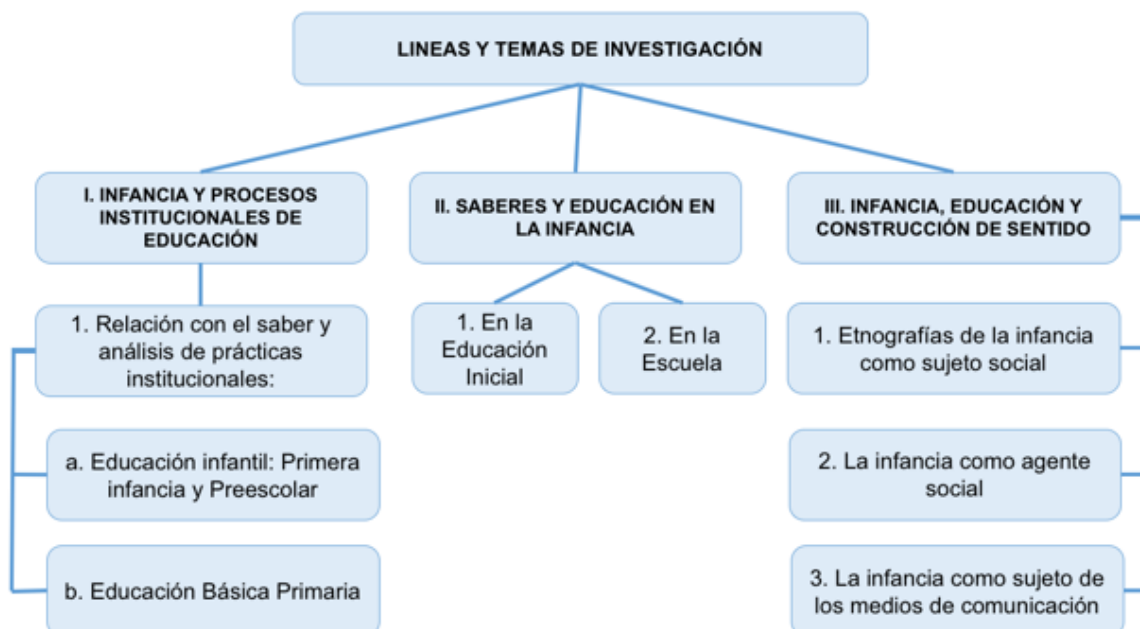 LINEAS Y TEMAS DE INVESTIGACIÓN
I. INFANCIA Y PROCESOS
INSTITUCIONALES DE
EDUCACIÓN
II. SABERES Y EDUCACIÓN EN
LA INFANCIA
III. INFANCIA, EDUCACIÓN Y
CONSTRUCCIÓN DE SENTIDO
1. Relación con el saber y
análisis de prácticas
institucionales:
a. Educación infantil: Primera
infancia y Preescolar
b. Educación Básica Primaria
1. En la
Educación
Inicial
2. En la
Escuela
1. Etnografías de la infancia
como sujeto social
2. La infancia como agente
social
3. La infancia como sujeto de
los medios de comunicación